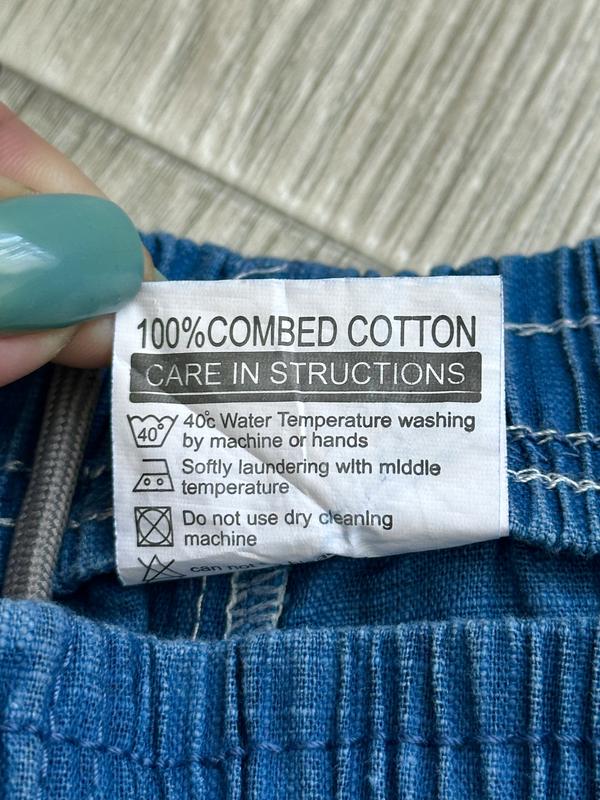 100% COMBED COTTON
CARE IN STRUCTIONS
40°c Water Temperature washing
by machine or hands
40°
Softly laundering with middle
temperature
Do not use dry cleaning
machine
can not